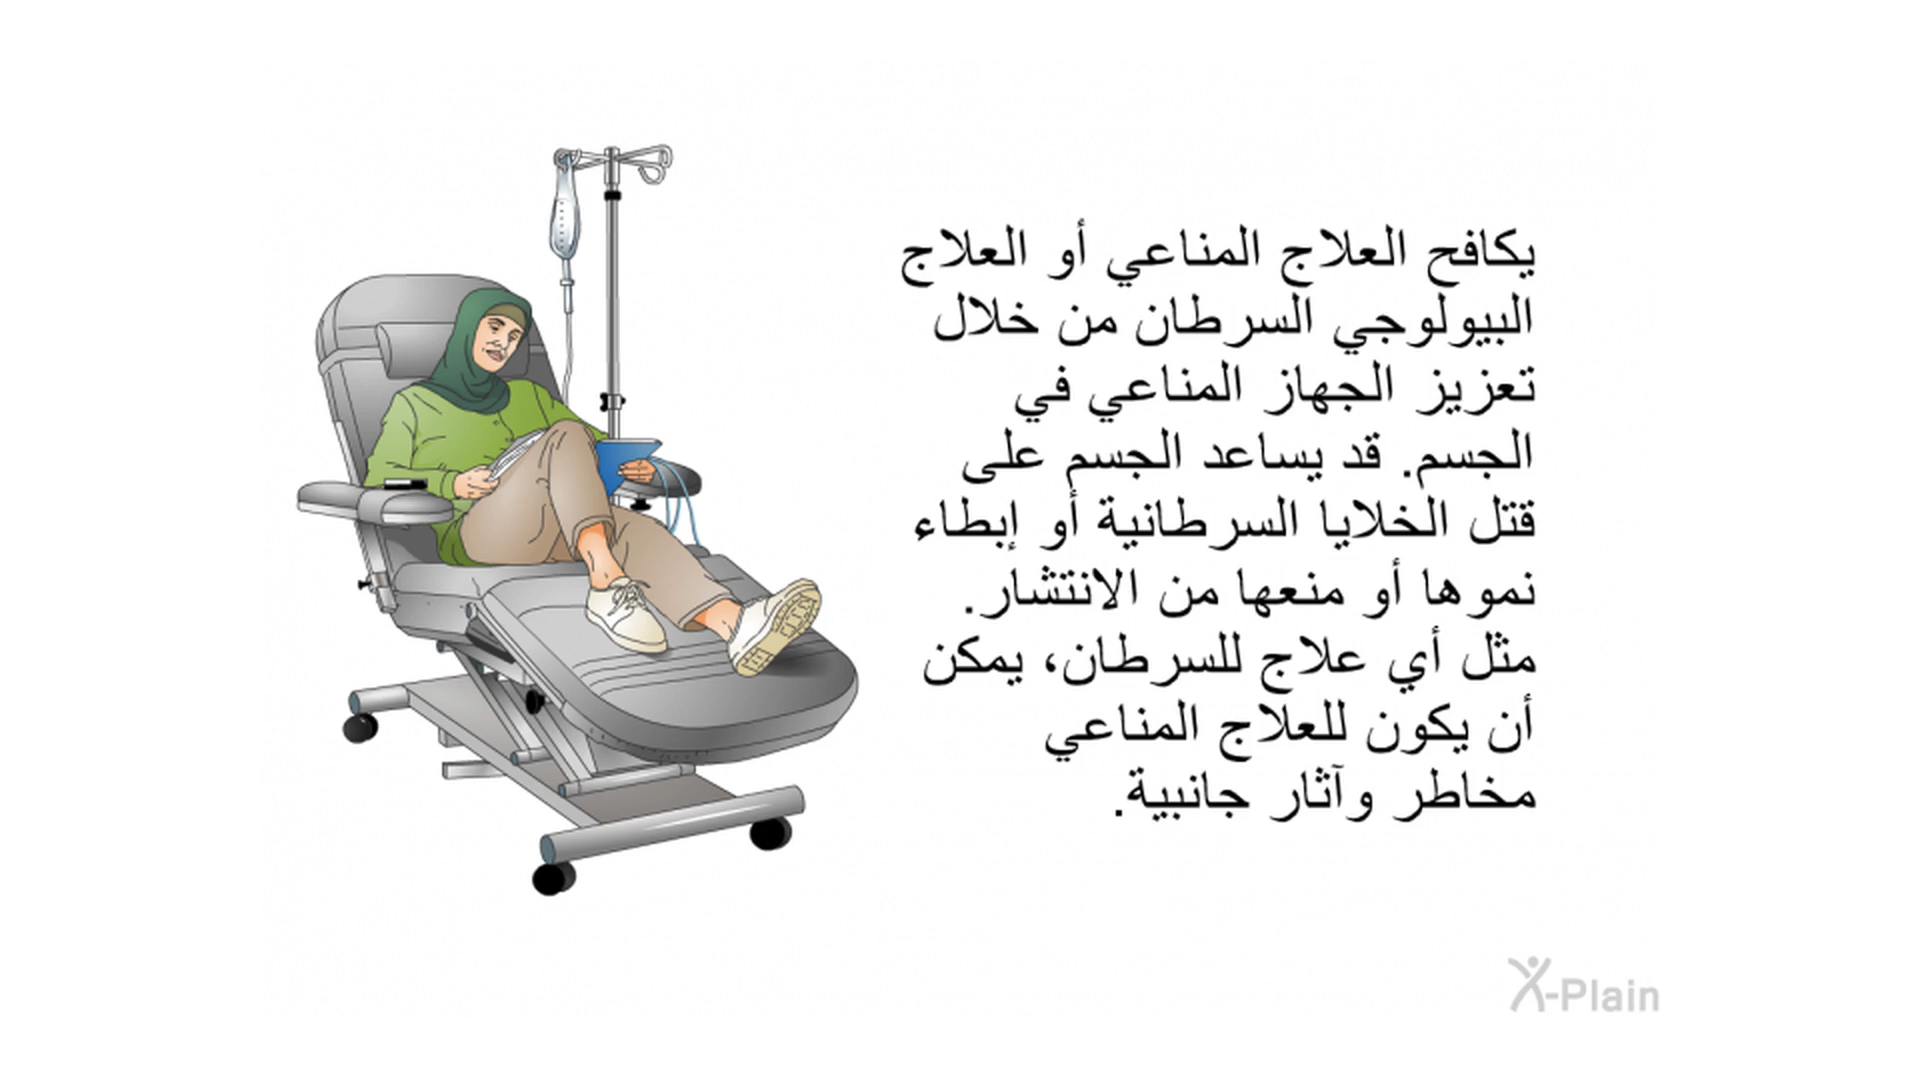 يكافح العلاج المناعي أو العلاج
البيولوجي السرطان من خلال
تعزيز الجهاز المناعي في
الجسم. قد يساعد الجسم على
قتل الخلايا السرطانية أو إبطاء
نموها أو منعها من الانتشار.
مثل أي علاج للسرطان، يمكن
أن يكون للعلاج المناعي
مخاطر وآثار جانبية.
X-Plain